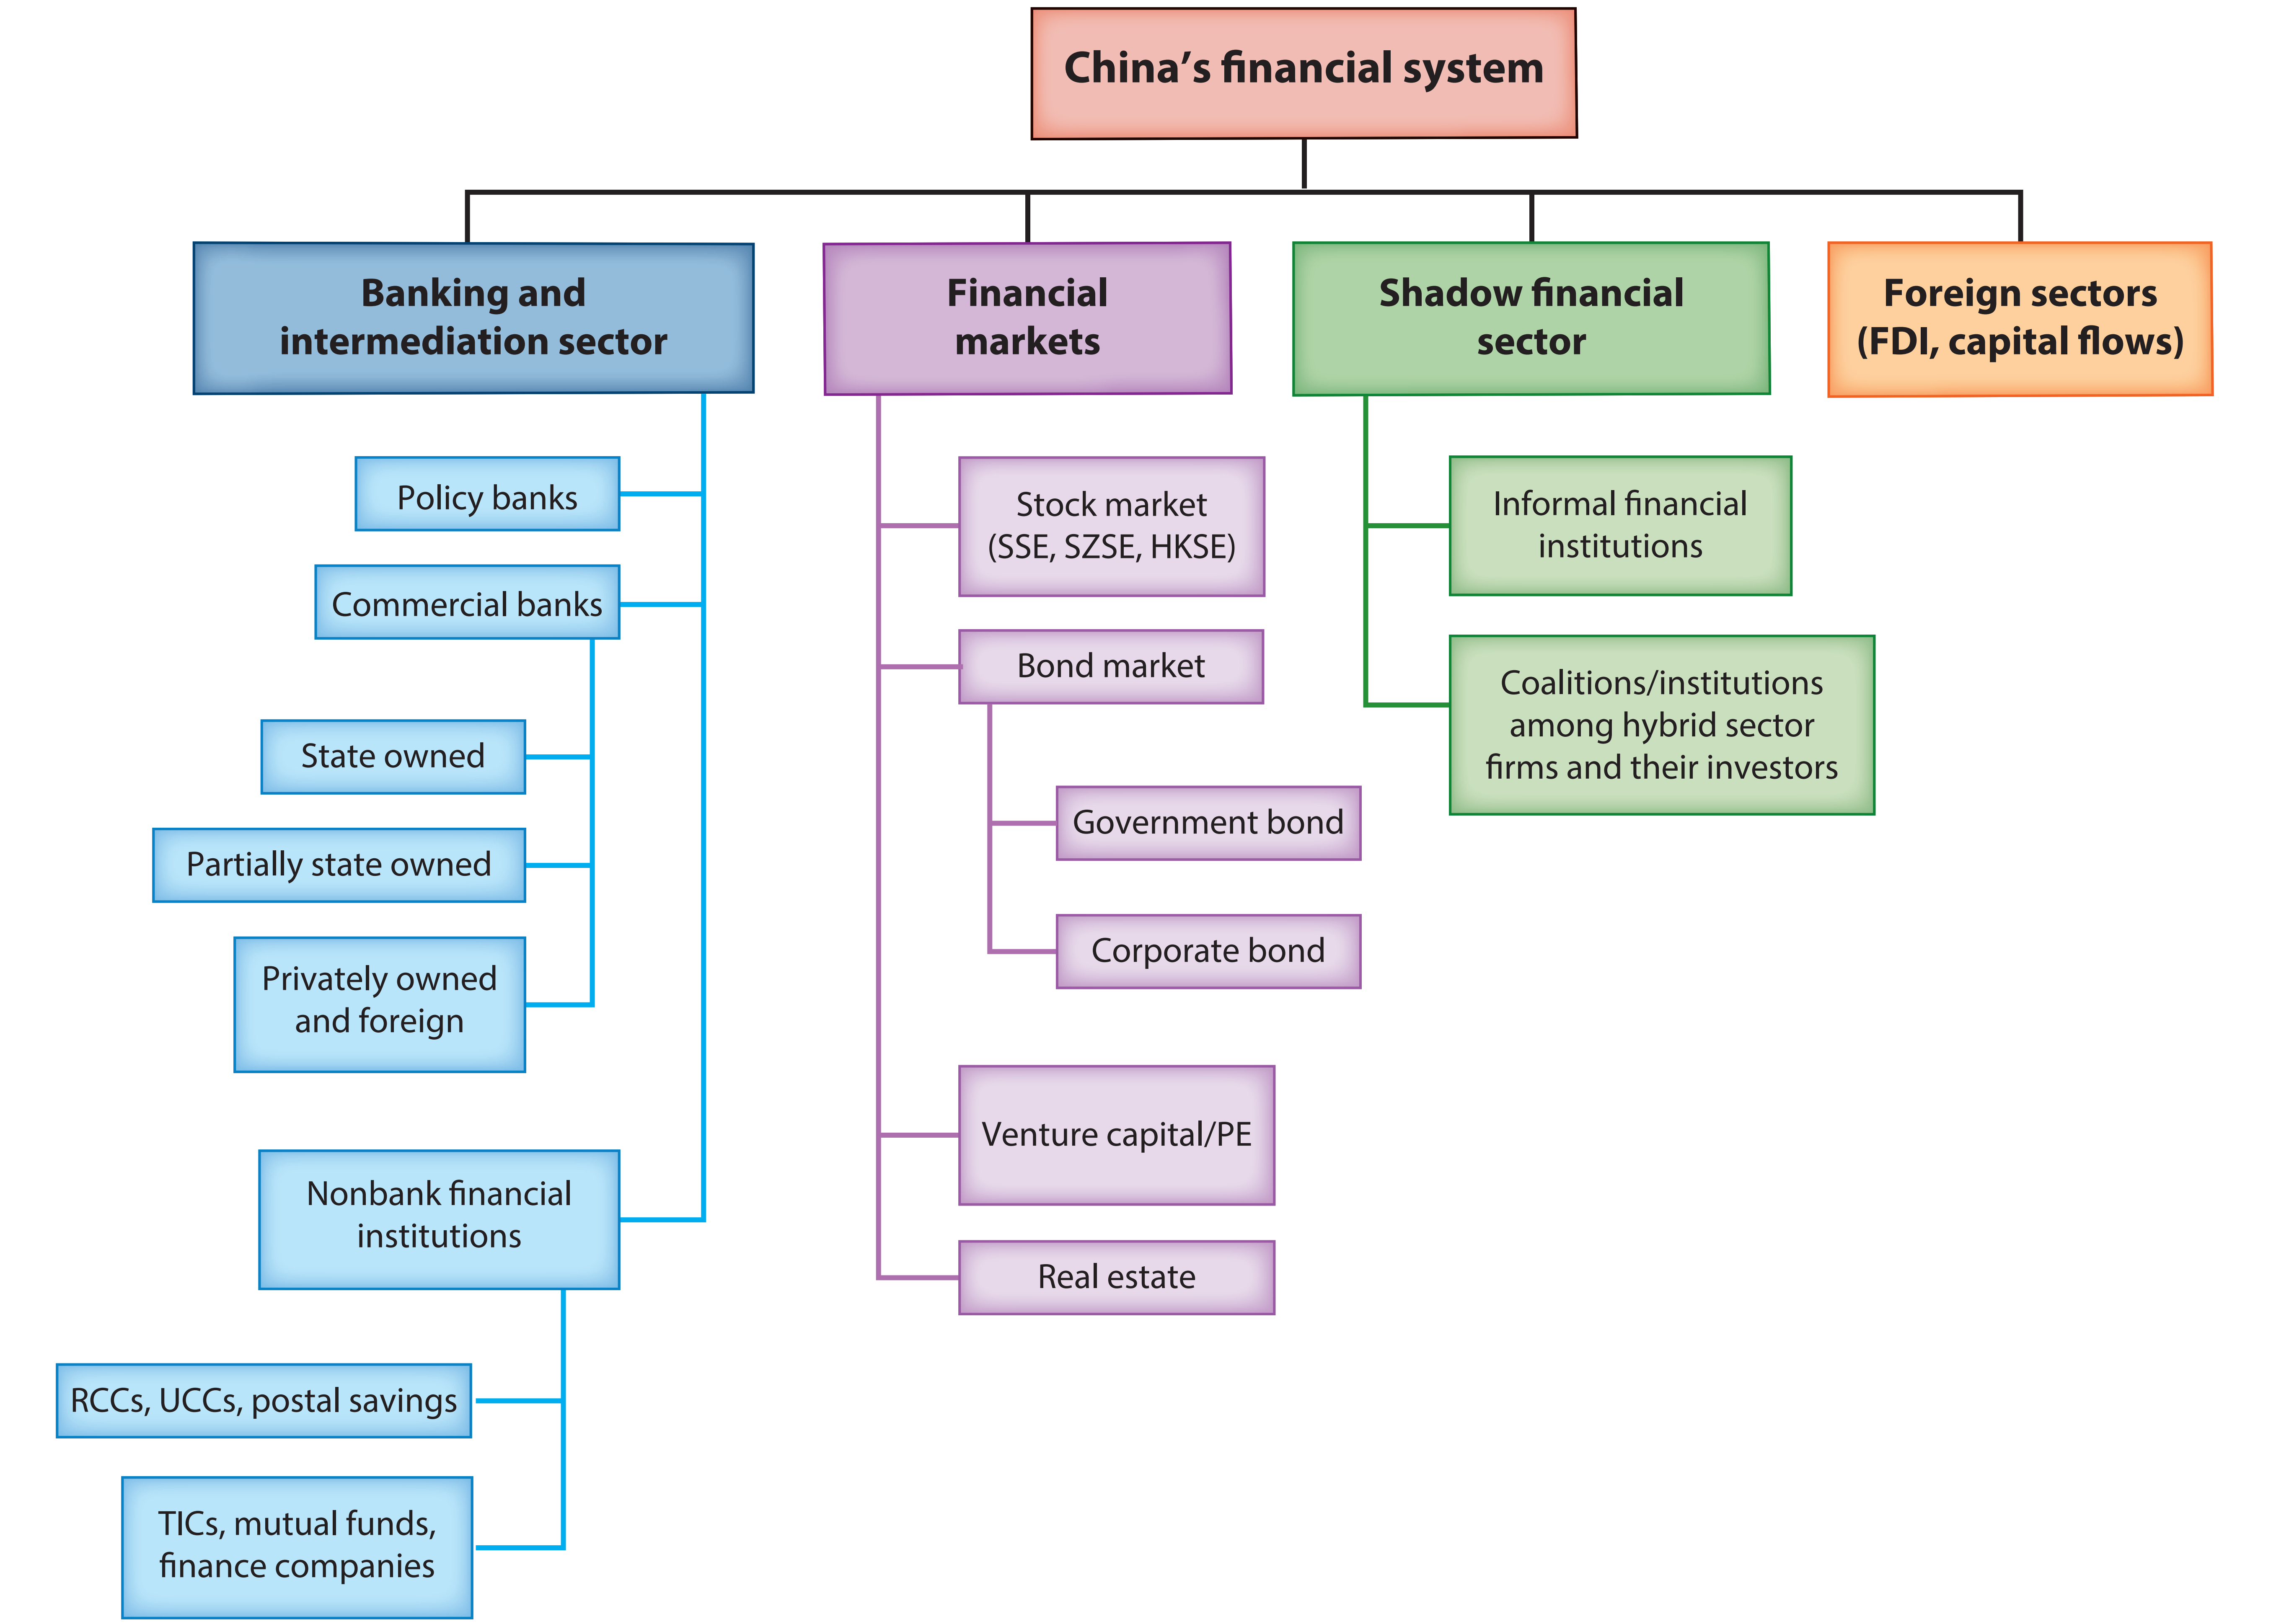 China’s financial system
Banking and
intermediation sector
Policy banks
Commercial banks
State owned
Partially state owned
Privately owned
and foreign
Nonbank financial
institutions
RCCs, UCCs, postal savings
TICs, mutual funds,
finance companies
Financial
markets
Stock market
(SSE, SZSE, HKSE)
Bond market
Government bond
Corporate bond
Venture capital/PE
Real estate
Shadow financial
sector
Informal financial
institutions
Coalitions/institutions
among hybrid sector
firms and their investors
Foreign sectors
(FDI, capital flows)